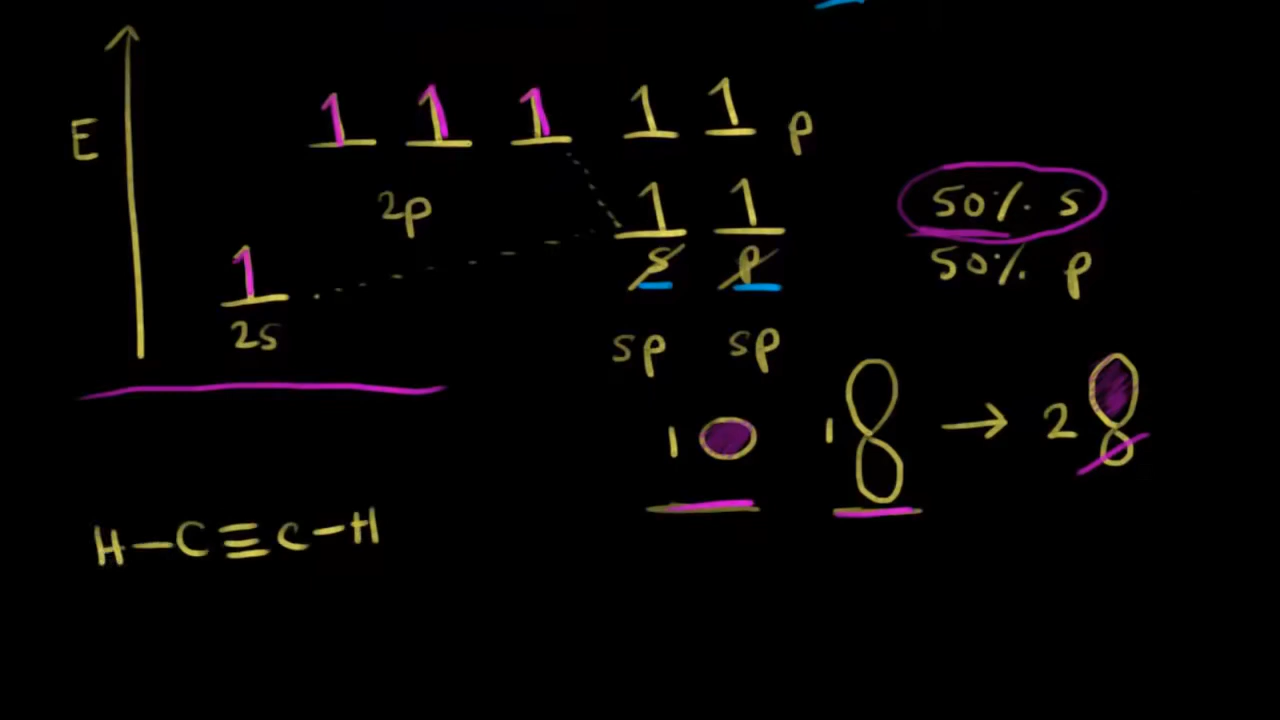 E
1 1 1 1 1 p
2p
1
2s
1 1
s p
sp sp
50% s
50% p
1 1 → 2
H-C≡C-H